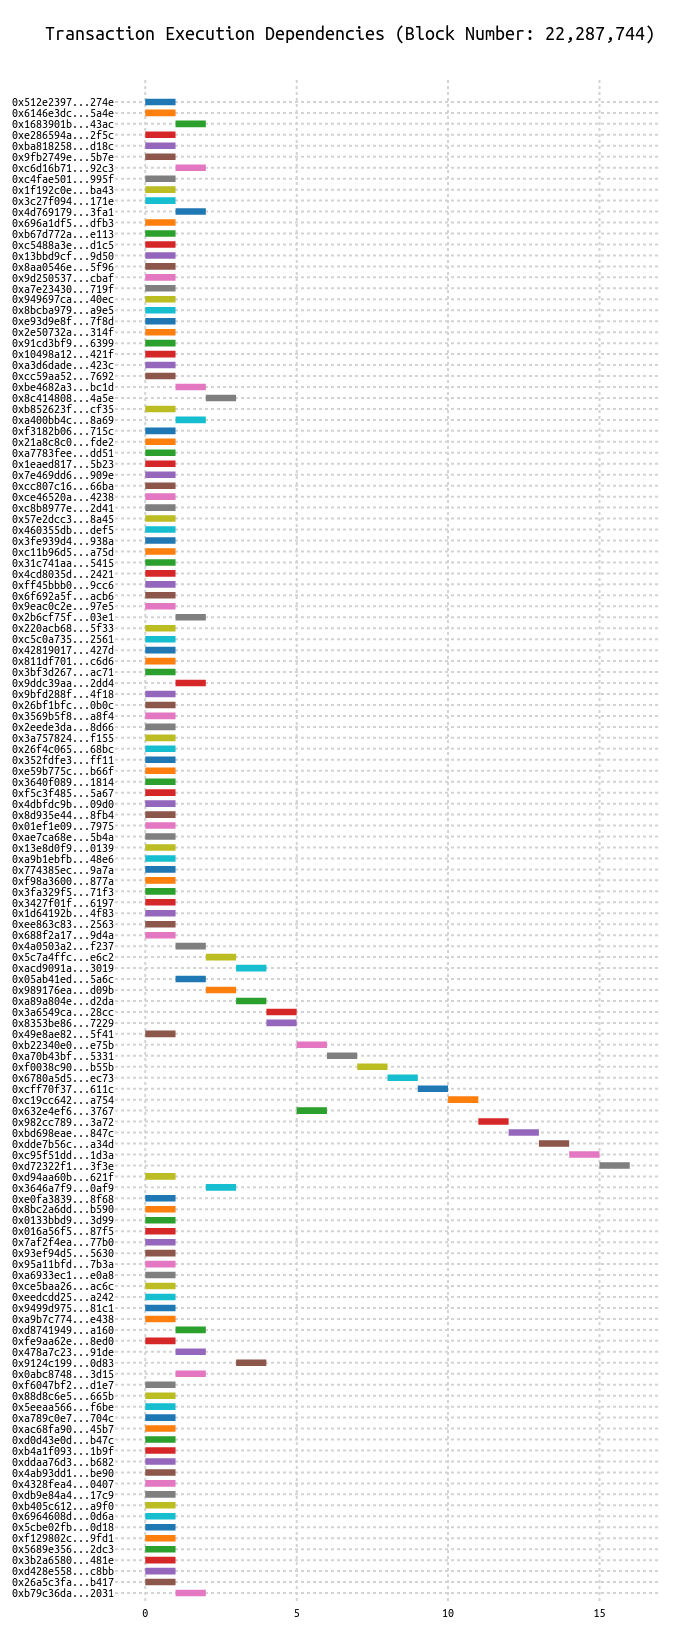 Transaction Execution Dependencies (Block Number: 22,287,744)
0x512e2397...274e
0x6146e3dc...5a4e
0x1683901b...43ac
0xe286594a...2f5c
0xba818258...d18c
0x9fb2749e...5b7e
0xc6d16b71...92c3
0xc4fae501...995f
0x1f192c0e...ba43
0x3c27f094...171e
0x4d769179...3fa1
0x696a1df5...dfb3
0xb67d772a...e113
0xc5488a3e...d1c5
0x13bbd9cf...9d50
0x8aa0546e...5f96
0x9d250537...cbaf
0xa7e23430...719f
0x949697ca...40ec
0x8bcba979...a9e5
0xe93d9e8f...7f8d
0x2e50732a...314f
0x91cd3bf9...6399
0x10498a12...421f
0xa3d6dade...423c
0xcc59aa52...7692
0xbe4682a3...bc1d
0x8c414808...4a5e
0xb852623f...cf35
0xa400bb4c...8a69
0xf3182b06...715c
0x21a8c8c0...fde2
0xa7783fee...dd51
0x1eaed817...5b23
0x7e469dd6...909e
0xcc807c16...66ba
0xce46520a...4238
0xc8b8977e...2d41
0x57e2dcc3...8a45
0x460355db...def5
0x3fe939d4...938a
0xc11b96d5...a75d
0x31c741aa...5415
0x4cd8035d...2421
0xff45bbb0...9cc6
0x6f692a5f...acb6
0x9eac0c2e...97e5
0x2b6cf75f...03e1
0x220acb68...5f33
0xc5c0a735...2561
0x42819017...427d
0x811df701...c6d6
0x3bf3d267...ac71
0x9ddc39aa...2dd4
0x9bfd288f...4f18
0x26bf1bfc...0b0c
0x3569b5f8...a8f4
0x2eede3da...8d66
0x3a757824...f155
0x26f4c065...68bc
0x352fdfe3...ff11
0xe59b775c...b66f
0x3640f089...1814
0xf5c3f485...5a67
0x4dbfdc9b...09d0
0x8d935e44...8fb4
0x01ef1e09...7975
0xae7ca68e...5b4a
0x13e8d0f9...0139
0xa9b1ebfb...48e6
0x774385ec...9a7a
0xf98a3600...877a
0x3fa329f5...71f3
0x3427f01f...6197
0x1d64192b...4f83
0xee863c83...2563
0x688f2a17...9d4a
0x4a0503a2...f237
0x5c7a4ffc...e6c2
0xacd9091a...3019
0x05ab41ed...5a6c
0x989176ea...d09b
0xa89a804e...d2da
0x3a6549ca...28cc
0x8353be86...7229
0x49e8ae82...5f41
0xb22340e0...e75b
0xa70b43bf...5331
0xf0038c90...b55b
0x6780a5d5...ec73
0xcff70f37...611c
0xc19cc642...a754
0x632e4ef6...3767
0x982cc789...3a72
0xbd698eae...847c
0xdde7b56c...a34d
0xc95f51dd...1d3a
0xd72322f1...3f3e
0xd94aa60b...621f
0x3646a7f9...0af9
0xe0fa3839...8f68
0x8bc2a6dd...b590
0x0133bbd9...3d99
0x016a56f5...87f5
0x7af2f4ea...77b0
0x93ef94d5...5630
0x95a11bfd...7b3a
0xa6933ec1...e0a8
0xce5baa26...ac6c
0xeedcdd25...a242
0x9499d975...81c1
0xa9b7c774...e438
0xd8741949...a160
0xfe9aa62e...8ed0
0x478a7c23...91de
0x9124c199...0d83
0x0abc8748...3d15
0xf6047bf2...d1e7
0x88d8c6e5...665b
0x5eeaa566...f6be
0xa789c0e7...704c
0xac68fa90...45b7
0xd0d43e0d...b47c
0xb4a1f093...1b9f
0xddaa76d3...b682
0x4ab93dd1...be90
0x4328fea4...0407
0xdb9e84a4...17c9
0xb405c612...a9f0
0x6964608d...0d6a
0x5cbe02fb...0d18
0xf129802c...9fd1
0x5689e356...2dc3
0x3b2a6580...481e
0xd428e558...c8bb
0x26a5c3fa...b417
0xb79c36da...2031
0 5 10 15